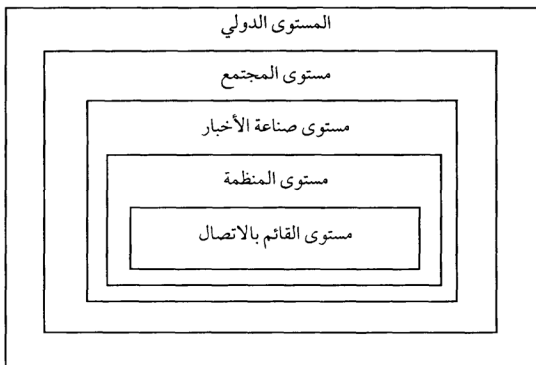 المستوى الدولي
مستوى المجتمع
مستوى صناعة الأخبار
مستوى المنظمة
مستوى القائم بالاتصال